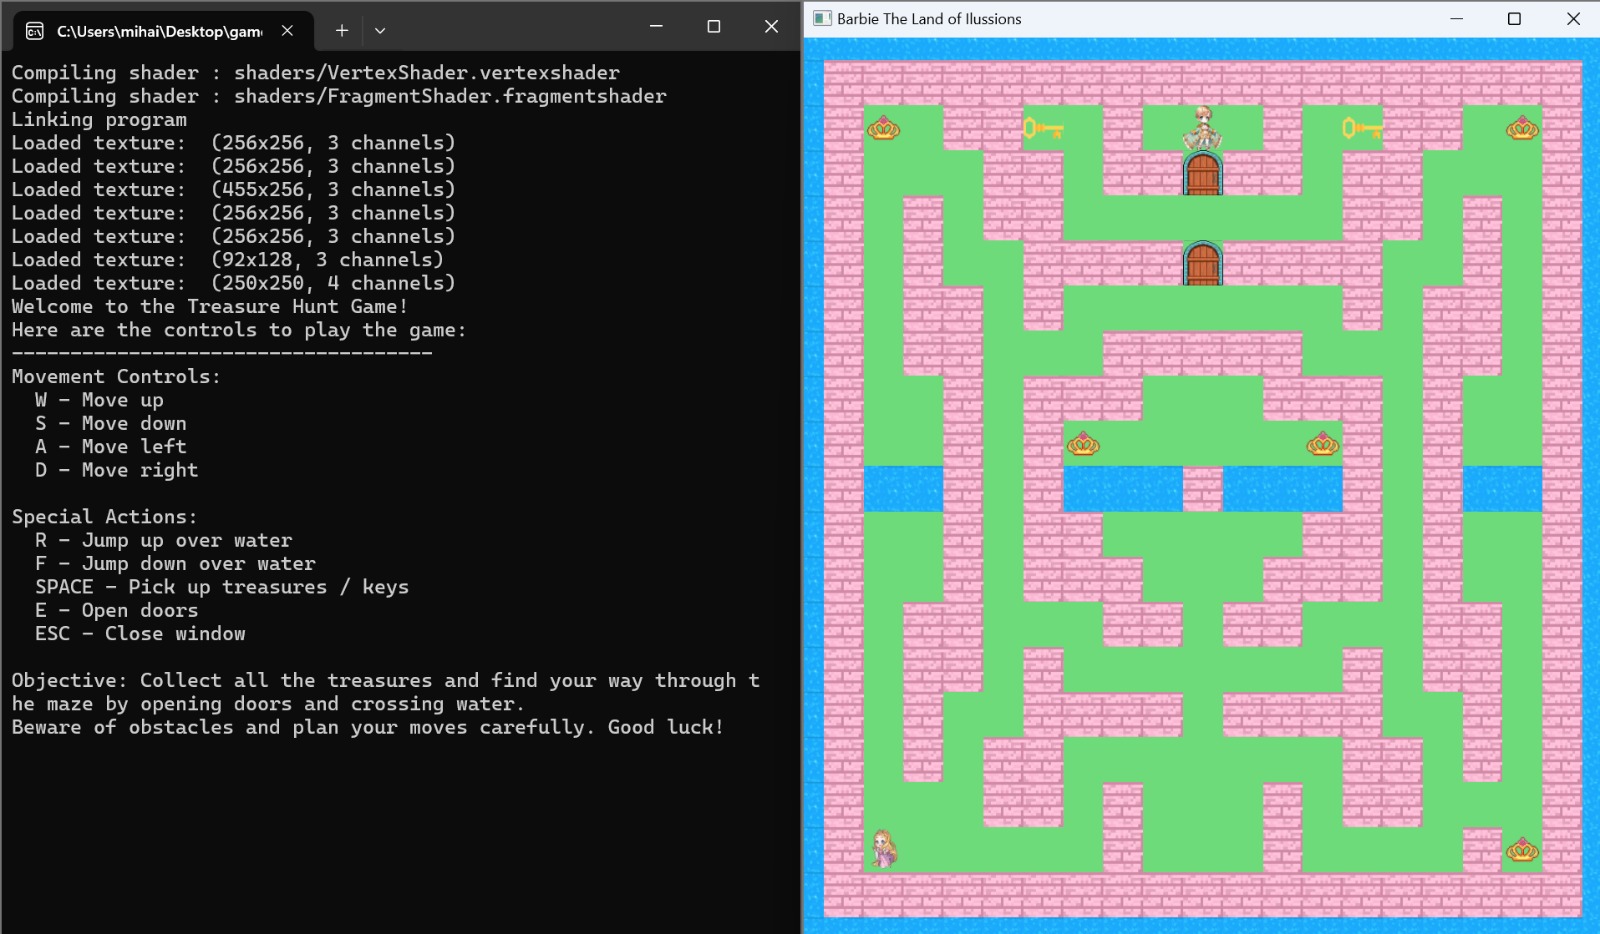 C:\Users\mihai\Desktop\gam
Compiling shader : shaders/VertexShader.vertexshader
Compiling shader : shaders/FragmentShader.fragmentshader
Linking program
Loaded texture:  (256x256, 3 channels)
Loaded texture:  (256x256, 3 channels)
Loaded texture:  (455x256, 3 channels)
Loaded texture:  (256x256, 3 channels)
Loaded texture:  (256x256, 3 channels)
Loaded texture:  (92x128, 3 channels)
Loaded texture:  (250x250, 4 channels)
Welcome to the Treasure Hunt Game!
Here are the controls to play the game:
------------------------------------
Movement Controls:
  W - Move up
  S - Move down
  A - Move left
  D - Move right
Special Actions:
  R - Jump up over water
  F - Jump down over water
  SPACE - Pick up treasures / keys
  E - Open doors
  ESC - Close window
Objective: Collect all the treasures and find your way through t
he maze by opening doors and crossing water.
Beware of obstacles and plan your moves carefully. Good luck!
Barbie The Land of Ilussions